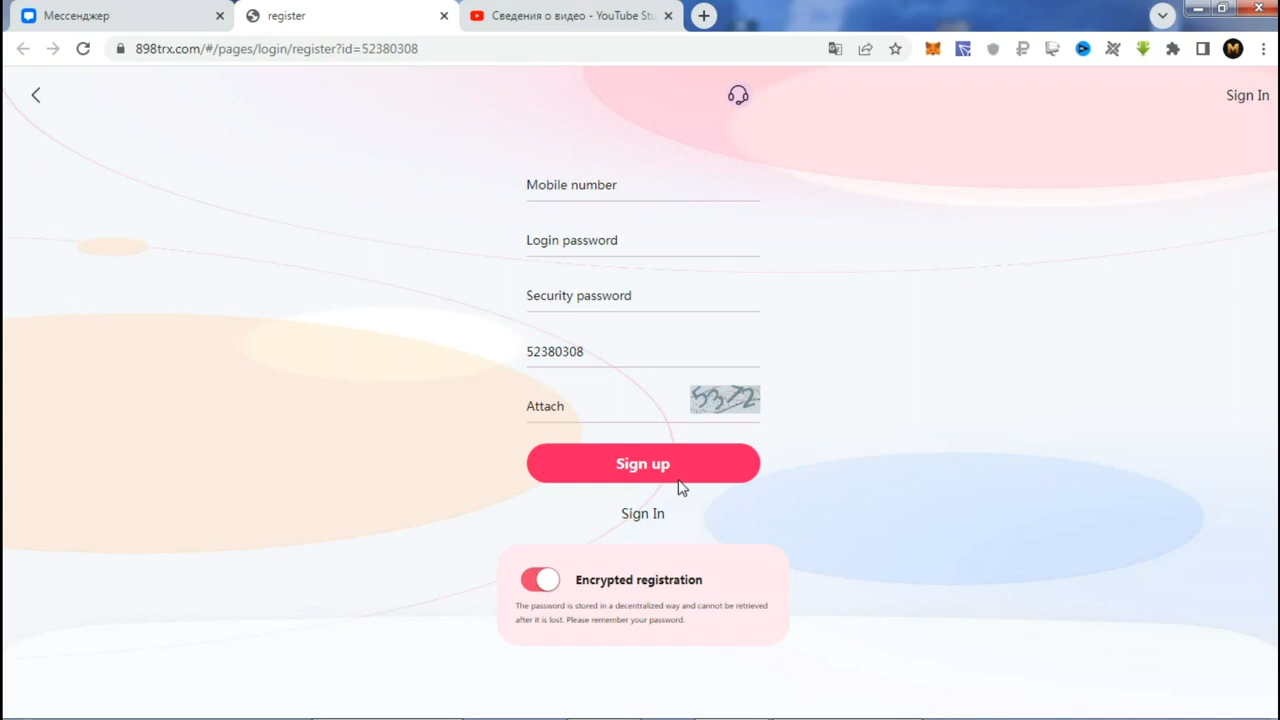 Мессенджер
register
Сведения о видео - YouTube Stu
898trx.com/#/pages/login/register?id=52380308
Sign In
Mobile number
Login password
Security password
52380308
Attach
5372
Sign up
Sign In
Encrypted registration
The password is stored in a decentralized way and cannot be retrieved
after it is lost. Please remember your password.